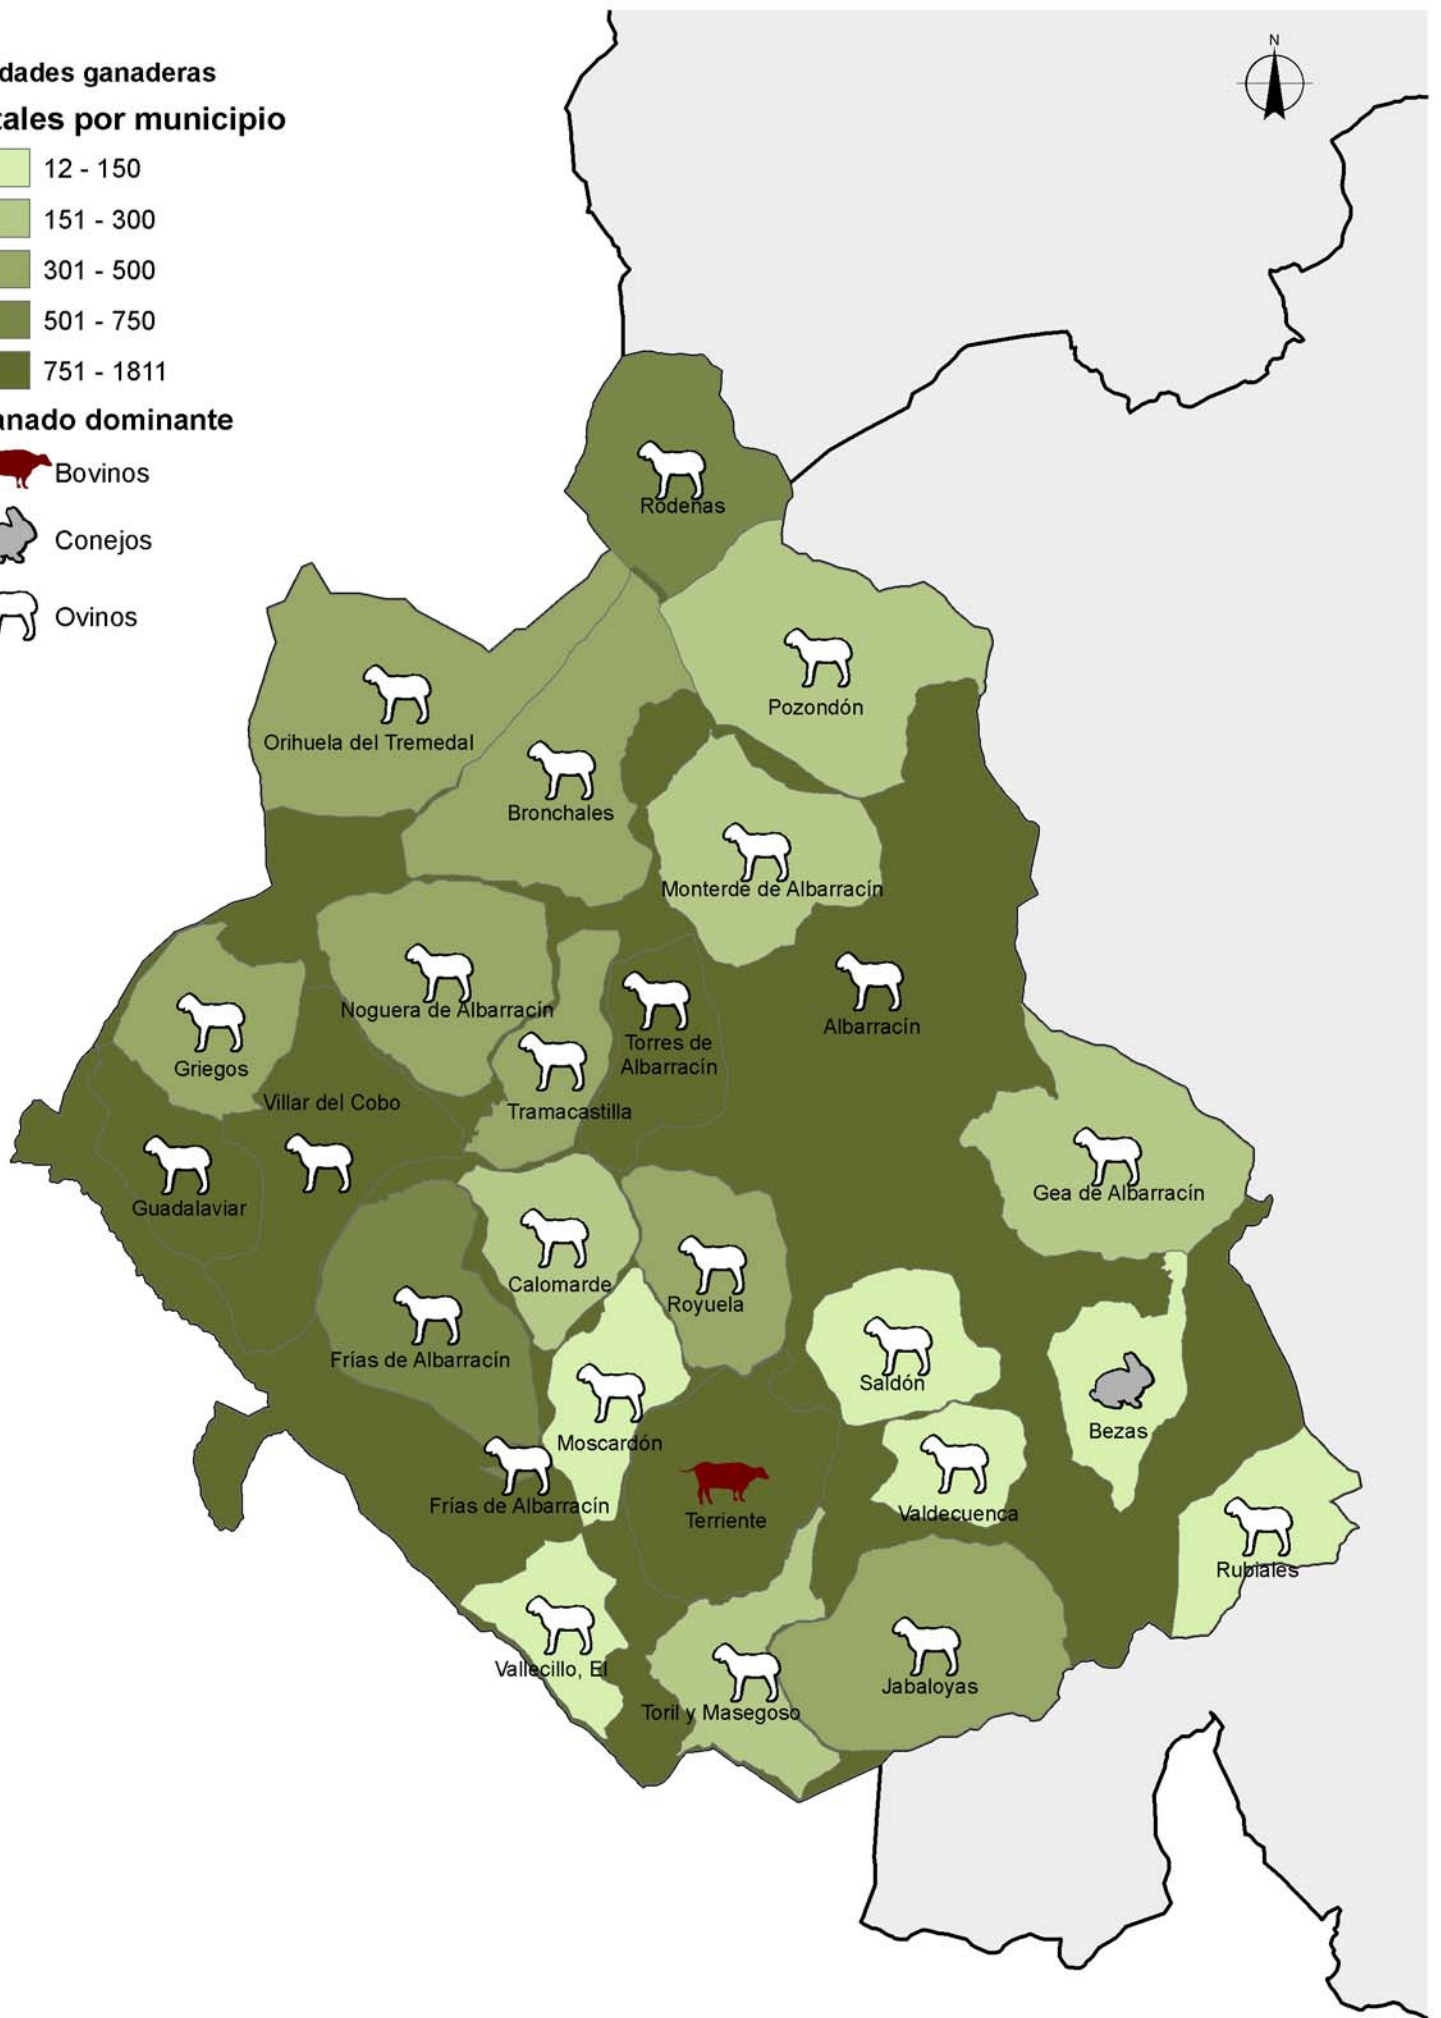 N
dades ganaderas
tales por municipio
12 - 150
151 - 300
301 - 500
501 - 750
751 - 1811
anado dominante
Bovinos
Conejos
Ovinos
Ródenas
Pozondón
Orihuela del Tremedal
Bronchales
Monterde de Albarracín
Noguera de Albarracín
Albarracín
Torres de
Albarracín
Griegos
Villar del Cobo
Tramacastilla
Gea de Albarracín
Guadalaviar
Calomarde
Royuela
Frías de Albarracín
Saldón
Bezas
Moscardón
Frías de Albarracín
Terriente
Valdecuenca
Rubiales
Vallecillo, El
Jabaloyas
Toril y Masegoso